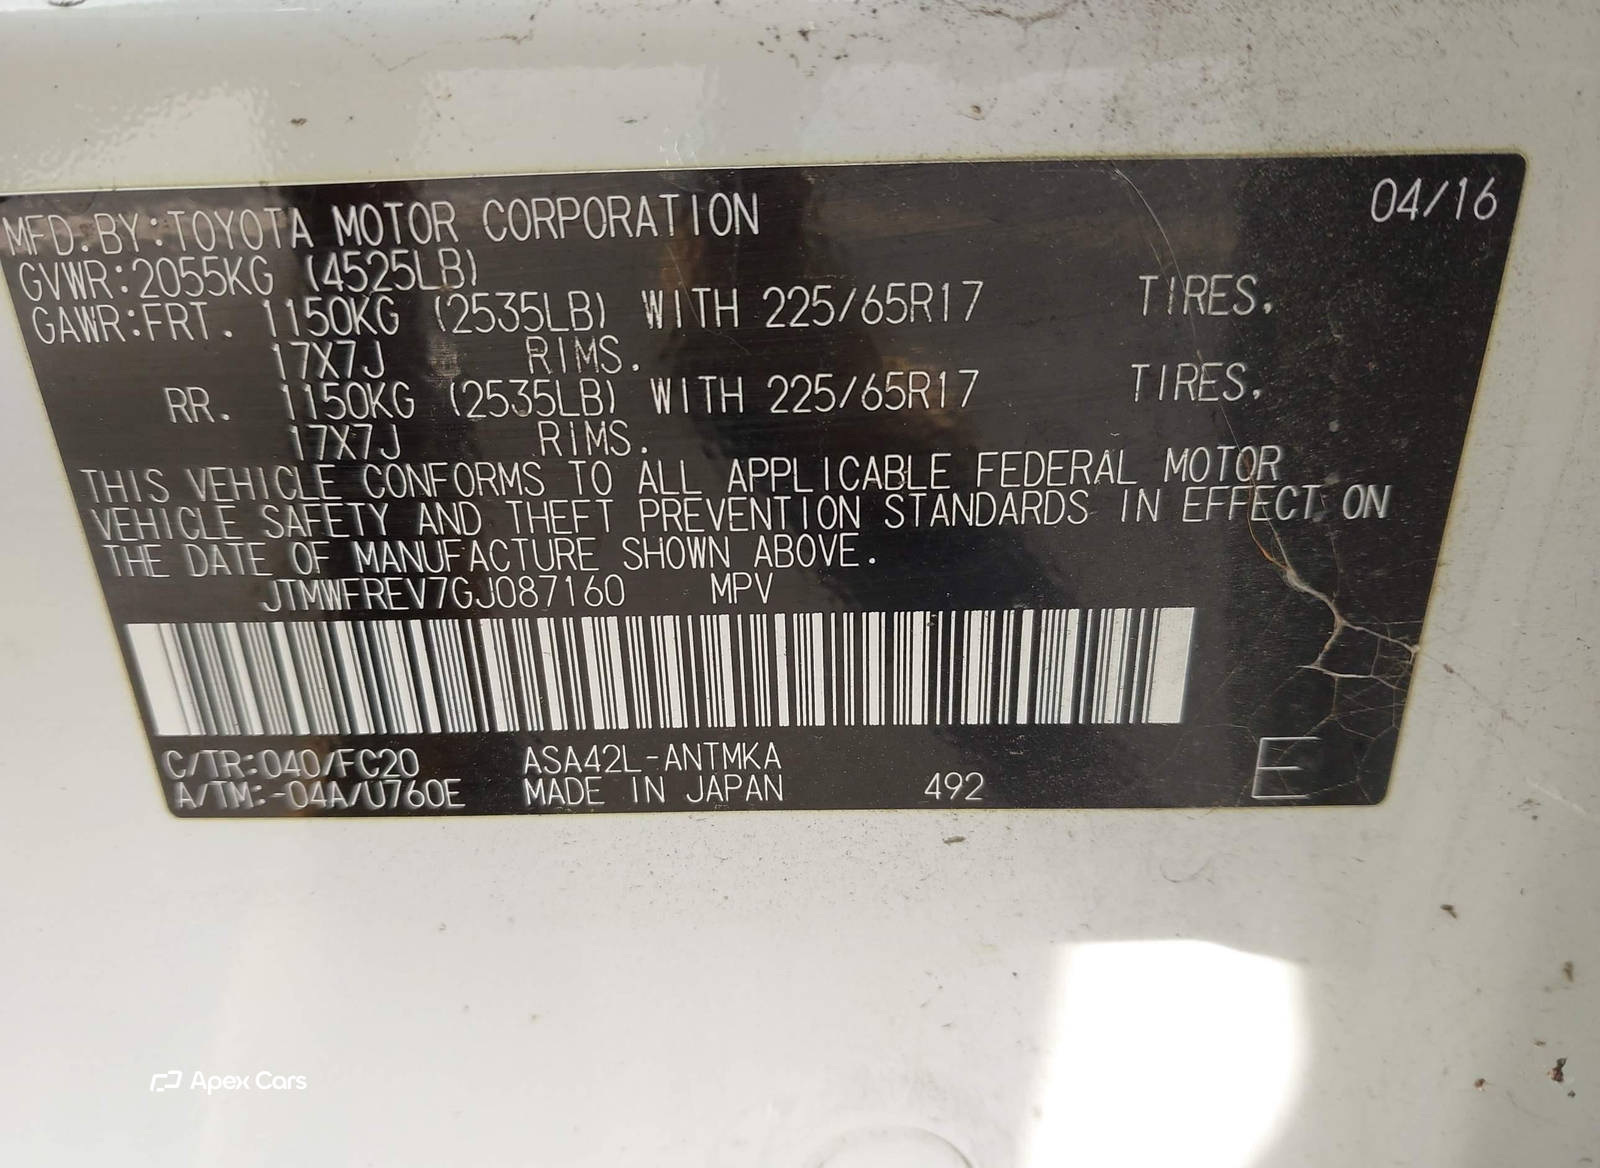 04/16
MFD.BY:TOYOTA MOTOR CORPORATION
GVWR:2055KG (4525LB)
GAWR:FRT. 1150KG (2535LB) WITH 225/65R17 TIRES,
17X7J RIMS.
RR. 1150KG (2535LB) WITH 225/65R17 TIRES,
17X7J RIMS.
THIS VEHICLE CONFORMS TO ALL APPLICABLE FEDERAL MOTOR
VEHICLE SAFETY AND THEFT PREVENTION STANDARDS IN EFFECT ON
THE DATE OF MANUFACTURE SHOWN ABOVE.
JTMWFREV7GJ087160 MPV
C/TR:040/FC20 ASA42L-ANTMKA
A/TM:-04A/U760E MADE IN JAPAN 492 E
Apex Cars